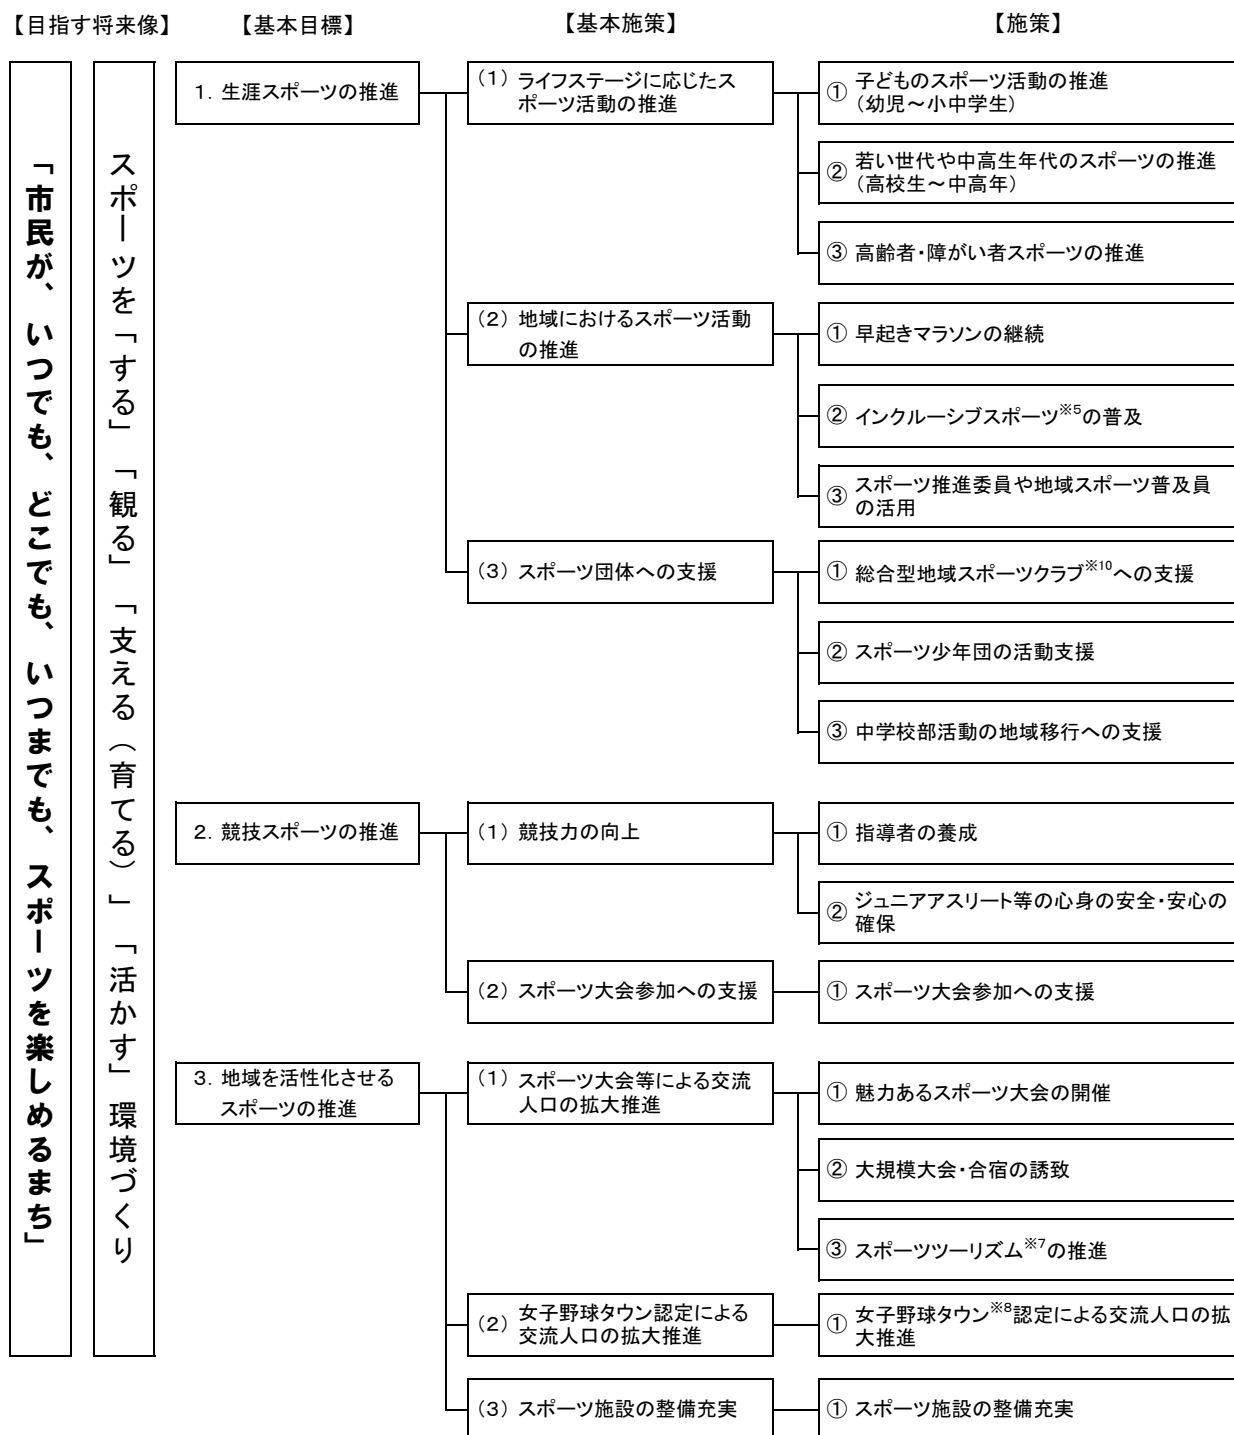 【目指す将来像】 【基本目標】 【基本施策】 【施策】
「市民が、いつでも、どこでも、いつまでも、スポーツを楽しめるまち」
スポーツを「する」「観る」「支える（育てる）」「活かす」環境づくり
1．生涯スポーツの推進
（1）ライフステージに応じたス
ポーツ活動の推進
① 子どものスポーツ活動の推進
（幼児～小中学生）
② 若い世代や中高生年代のスポーツの推進
（高校生～中高年）
③ 高齢者・障がい者スポーツの推進
（2）地域におけるスポーツ活動
の推進
① 早起きマラソンの継続
② インクルーシブスポーツ※5の普及
③ スポーツ推進委員や地域スポーツ普及員
の活用
（3）スポーツ団体への支援
① 総合型地域スポーツクラブ※10への支援
② スポーツ少年団の活動支援
③ 中学校部活動の地域移行への支援
2．競技スポーツの推進
（1）競技力の向上
① 指導者の養成
② ジュニアアスリート等の心身の安全・安心の
確保
（2）スポーツ大会参加への支援
① スポーツ大会参加への支援
3．地域を活性化させる
スポーツの推進
（1）スポーツ大会等による交流
人口の拡大推進
① 魅力あるスポーツ大会の開催
② 大規模大会・合宿の誘致
③ スポーツツーリズム※7の推進
（2）女子野球タウン認定による
交流人口の拡大推進
① 女子野球タウン※8認定による交流人口の拡
大推進
（3）スポーツ施設の整備充実
① スポーツ施設の整備充実